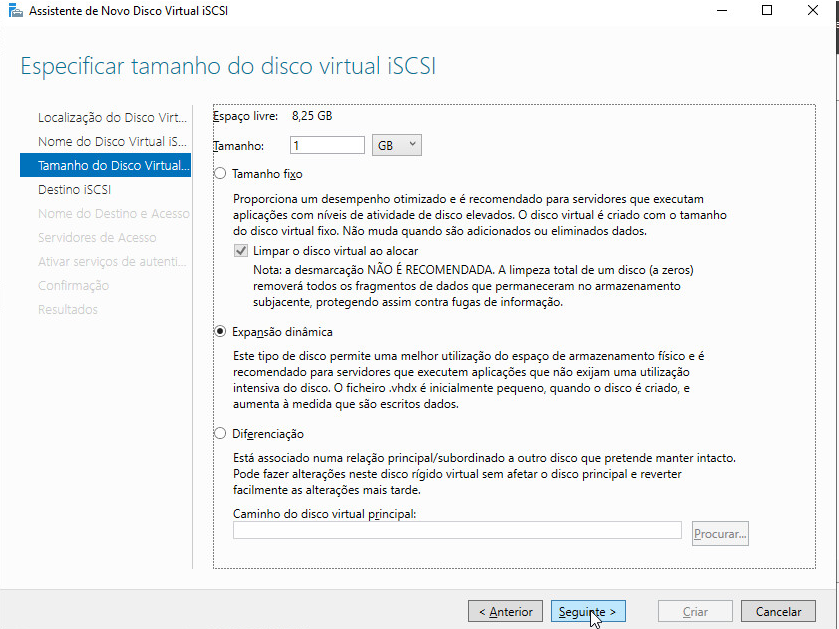 Assistente de Novo Disco Virtual iSCSI
Especificar tamanho do disco virtual iSCSI
Localização do Disco Virt...
Nome do Disco Virtual iS...
Tamanho do Disco Virtual...
Destino iSCSI
Nome do Destino e Acesso
Servidores de Acesso
Ativar serviços de autenti...
Confirmação
Resultados
Espaço livre: 8,25 GB
Tamanho: 1 GB
Tamanho fixo
Proporciona um desempenho otimizado e é recomendado para servidores que executam
aplicações com níveis de atividade de disco elevados. O disco virtual é criado com o tamanho
do disco virtual fixo. Não muda quando são adicionados ou eliminados dados.
Limpar o disco virtual ao alocar
Nota: a desmarcação NÃO É RECOMENDADA. A limpeza total de um disco (a zeros)
removerá todos os fragmentos de dados que permaneceram no armazenamento
subjacente, protegendo assim contra fugas de informação.
Expansão dinâmica
Este tipo de disco permite uma melhor utilização do espaço de armazenamento físico e é
recomendado para servidores que executem aplicações que não exijam uma utilização
intensiva do disco. O ficheiro .vhdx é inicialmente pequeno, quando o disco é criado, e
aumenta à medida que são escritos dados.
Diferenciação
Está associado numa relação principal/subordinado a outro disco que pretende manter intacto.
Pode fazer alterações neste disco rígido virtual sem afetar o disco principal e reverter
facilmente as alterações mais tarde.
Caminho do disco virtual principal:
Procurar...
< Anterior
Seguinte >
Criar
Cancelar